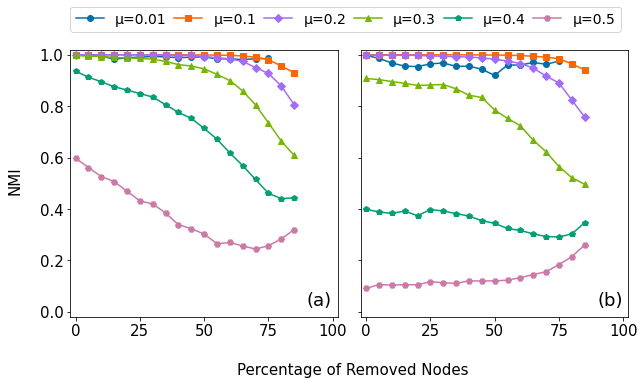 μ=0.01 μ=0.1 μ=0.2 μ=0.3 μ=0.4 μ=0.5
1.0
0.8
0.6
0.4
0.2
0.0
NMI
(a) (b)
0 25 50 75 100 0 25 50 75 100
Percentage of Removed Nodes